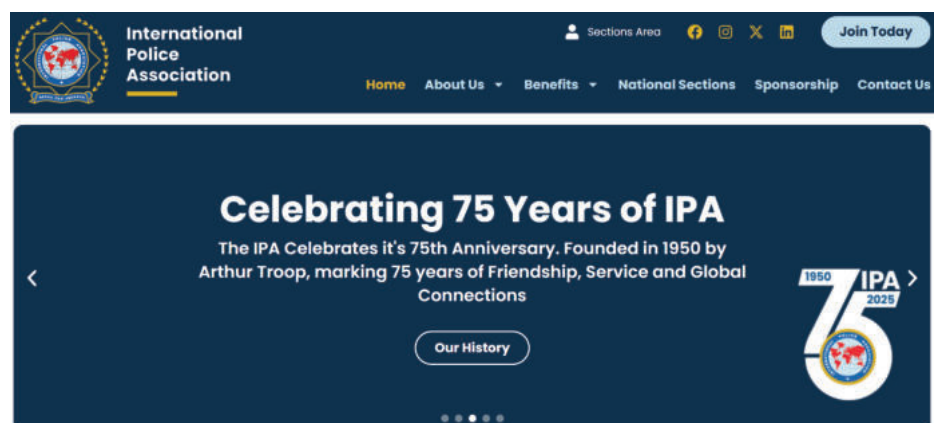 International
Police
Association
Sections Area
Join Today
Home About Us Benefits National Sections Sponsorship Contact Us
Celebrating 75 Years of IPA
The IPA Celebrates it's 75th Anniversary. Founded in 1950 by
Arthur Troop, marking 75 years of Friendship, Service and Global
Connections
Our History
1950
IPA
2025
75